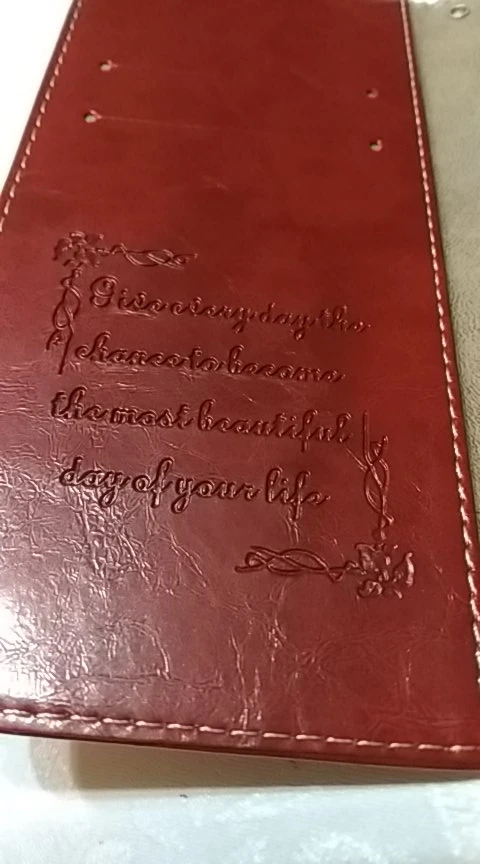 Give every day the
chance to become
the most beautiful
day of your life